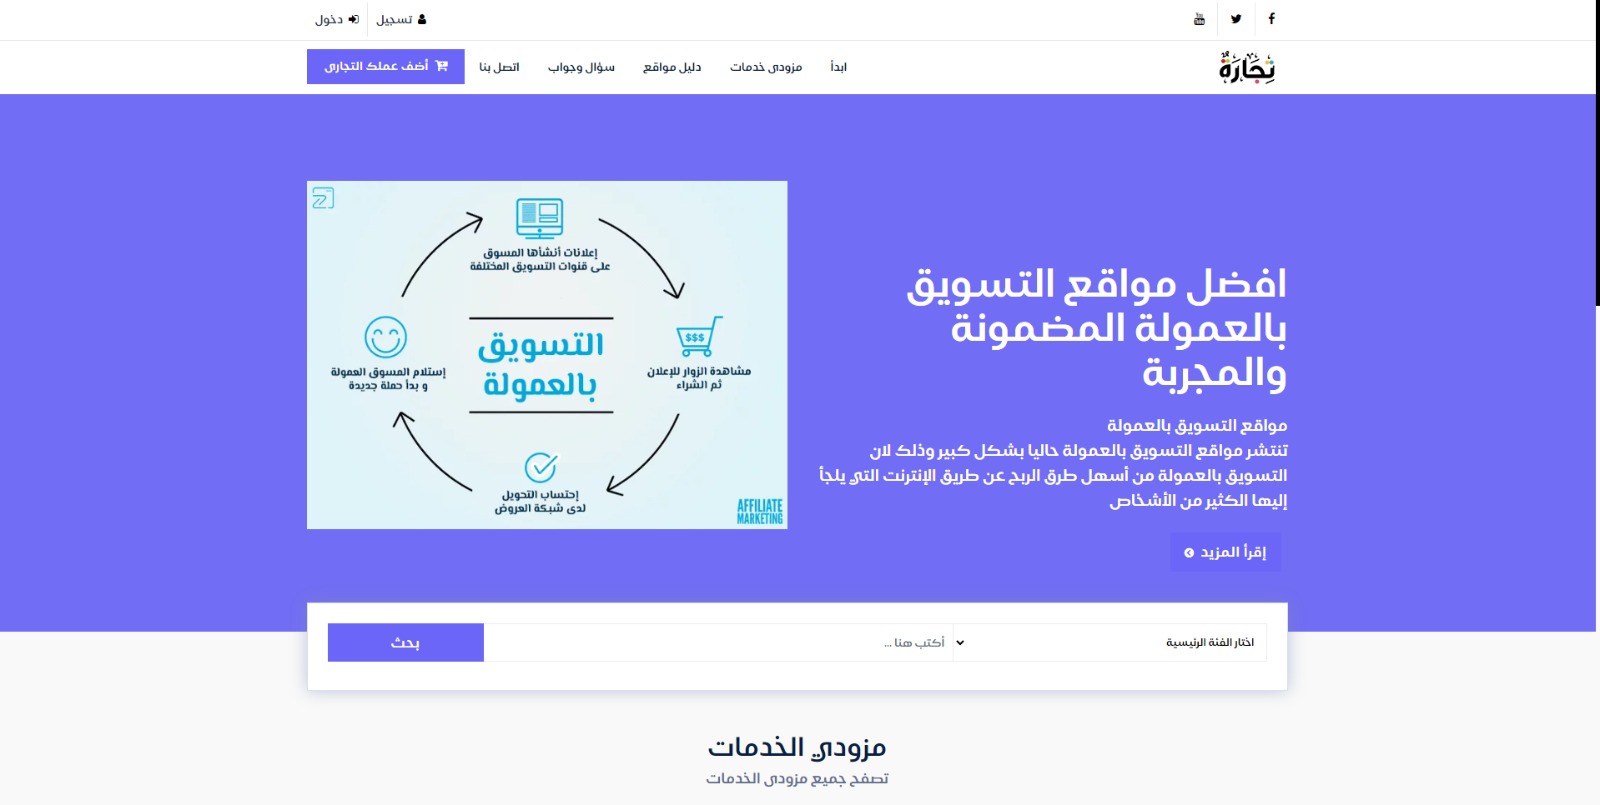 تسجيل
دخول
تجارة
ابدأ
مزودي خدمات
دليل مواقع
سؤال وجواب
اتصل بنا
أضف عملك التجاري
افضل مواقع التسويق
بالعمولة المضمونة
والمجربة
مواقع التسويق بالعمولة
تنتشر مواقع التسويق بالعمولة حاليا بشكل كبير وذلك لان
التسويق بالعمولة من أسهل طرق الربح عن طريق الإنترنت التي يلجأ
إليها الكثير من الأشخاص
إقرأ المزيد
إعلانات أنشأها المسوق
على قنوات التسويق المختلفة
$$$
مشاهدة الزوار للإعلان
ثم الشراء
التسويق
بالعمولة
إستلام المسوق العمولة
و بدأ حملة جديدة
إحتساب التحويل
لدى شبكة العروض
AFFILIATE
MARKETING
اختار الفئة الرئيسية
أكتب هنا ...
بحث
مزودي الخدمات
تصفح جميع مزودي الخدمات